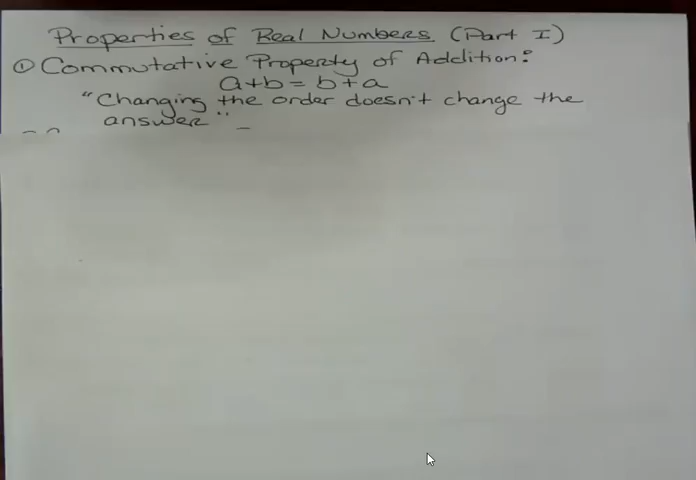 Properties of Real Numbers (Part I)
① Commutative Property of Addition:
a+b = b+a
"Changing the order doesn't change the
answer"